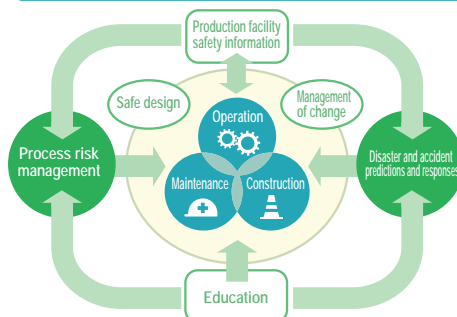 Production facility
safety information
Safe design
Management
of change
Operation
Process risk
management
Disaster and accident
predictions and responses
Maintenance
Construction
Education